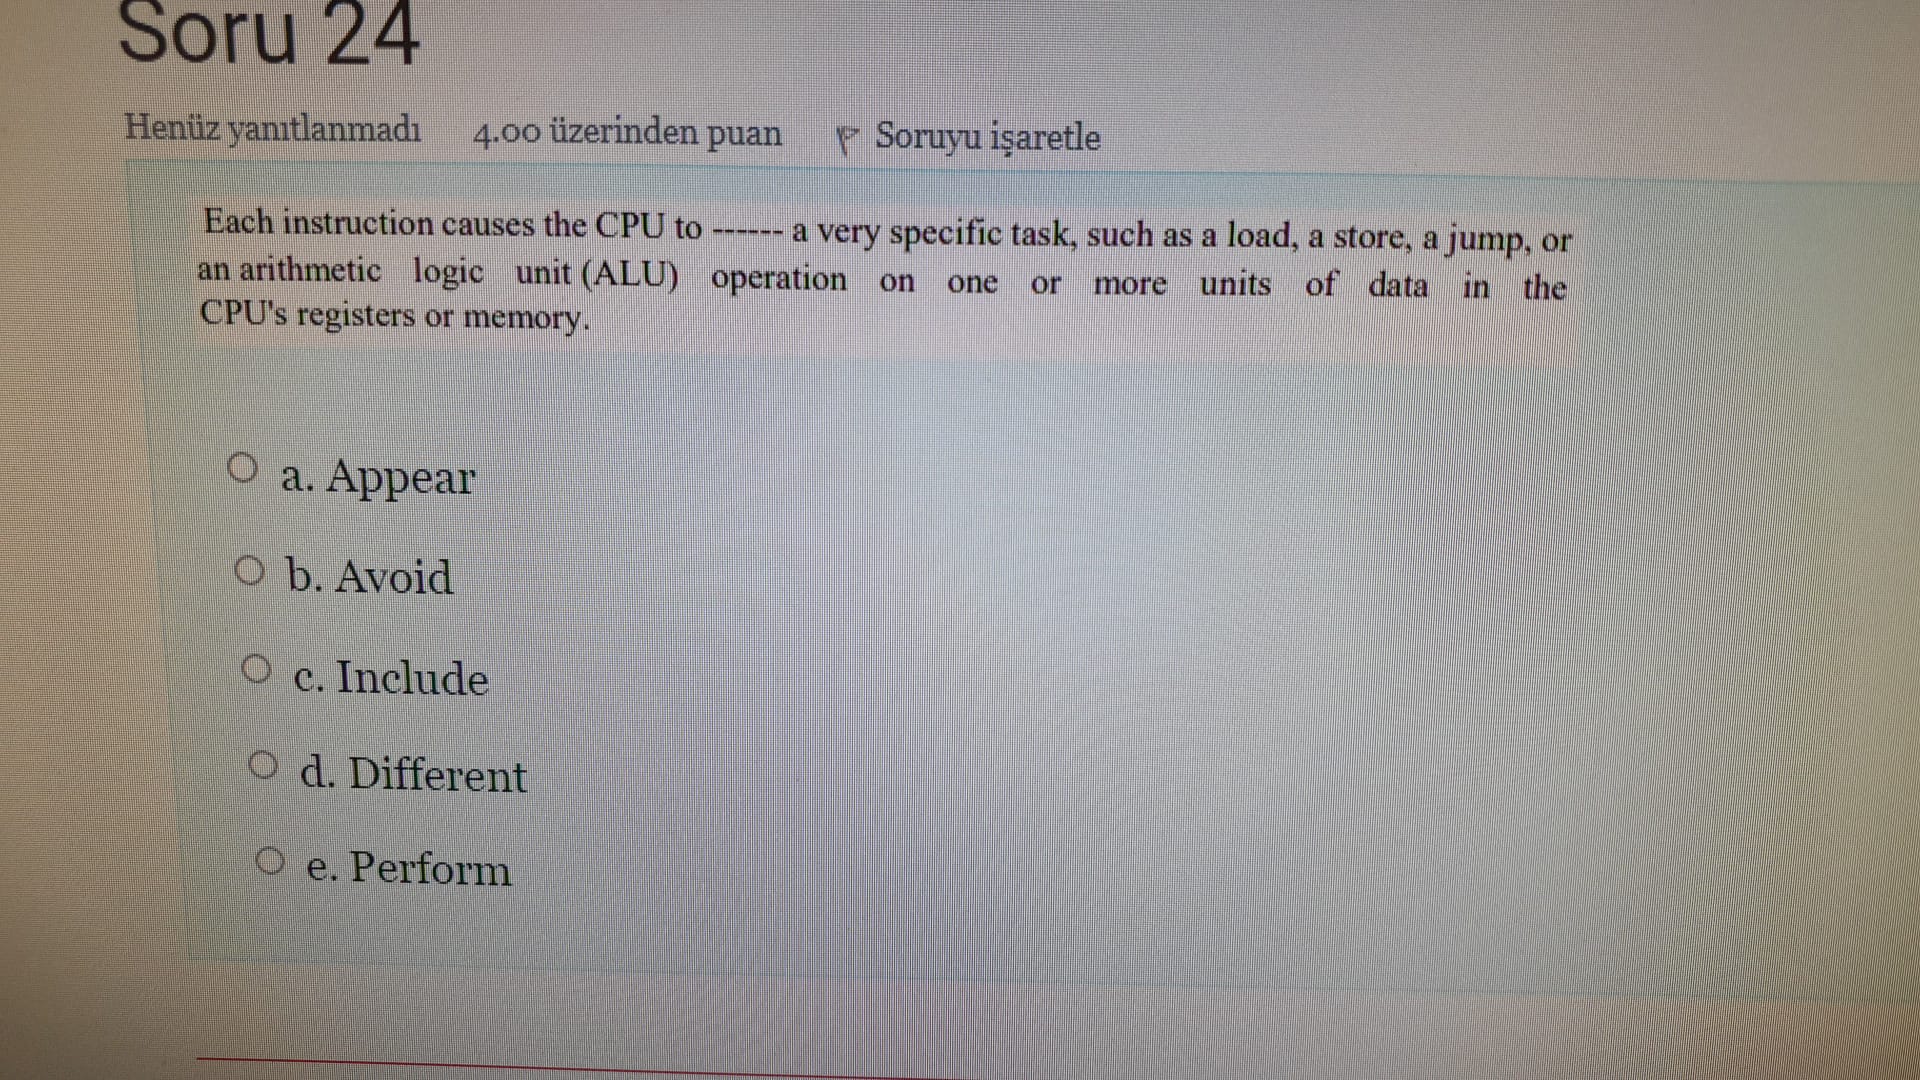 Soru 24
Henüz yanıtlanmadı 4.00 üzerinden puan Soruyu işaretle
Each instruction causes the CPU to ------ a very specific task, such as a load, a store, a jump, or
an arithmetic logic unit (ALU) operation on one or more units of data in the
CPU's registers or memory.
a. Appear
b. Avoid
c. Include
d. Different
e. Perform